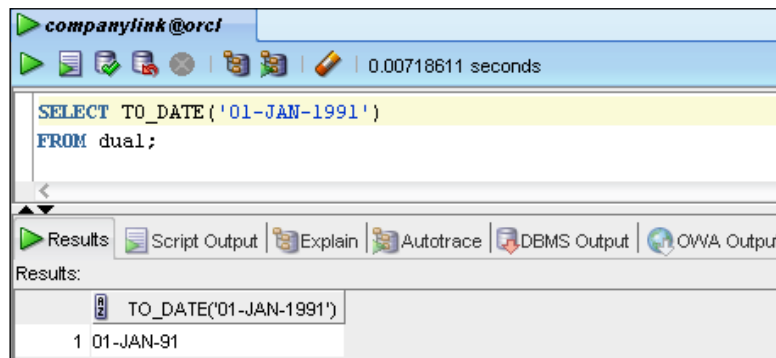 companylink@orcl
0.00718611 seconds
SELECT TO_DATE('01-JAN-1991')
FROM dual;
Results Script Output Explain Autotrace DBMS Output OWA Output
Results:
TO_DATE('01-JAN-1991')
1 01-JAN-91